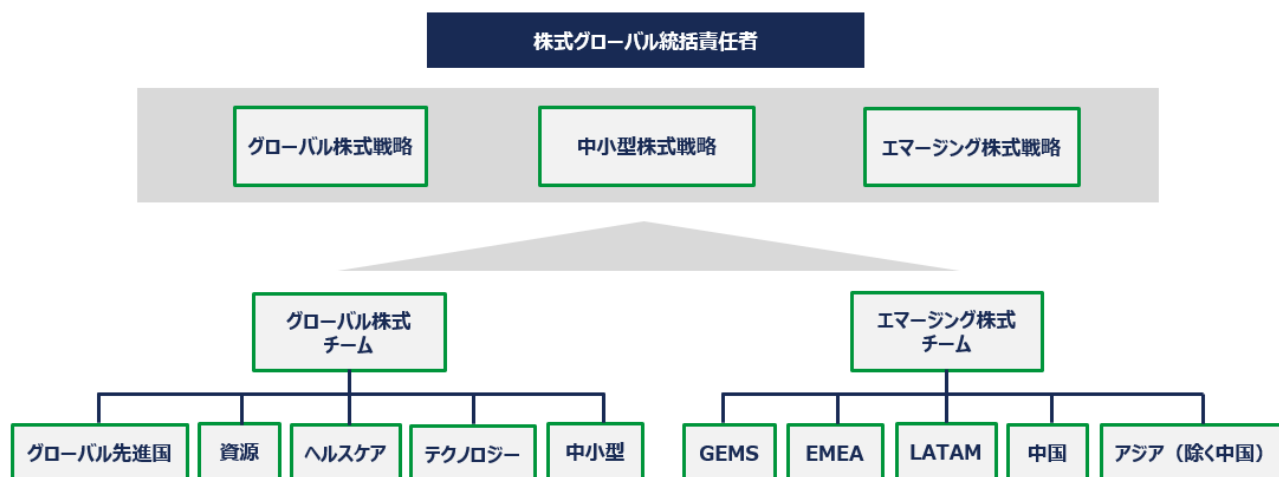 株式グローバル統括責任者
グローバル株式戦略
中小型株式戦略
エマージング株式戦略
グローバル株式
チーム
エマージング株式
チーム
グローバル先進国
資源
ヘルスケア
テクノロジー
中小型
GEMS
EMEA
LATAM
中国
アジア（除く中国）